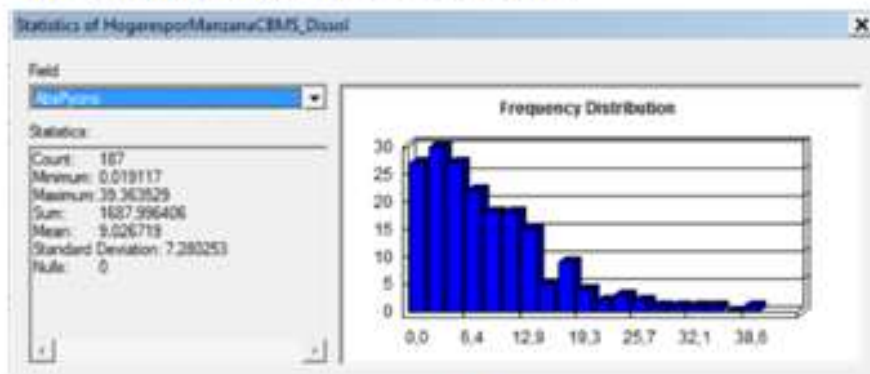 Statistics of HogaresporManzanaCBMS_Dissol
Field
Statistics:
Count: 187
Minimum: 0.019117
Maximum: 39.363529
Sum: 1687.996406
Mean: 9.026719
Standard Deviation: 7.280253
Nulls: 0
Frequency Distribution
30
25
20
15
10
5
0
0,0 6,4 12,9 19,3 25,7 32,1 38,6